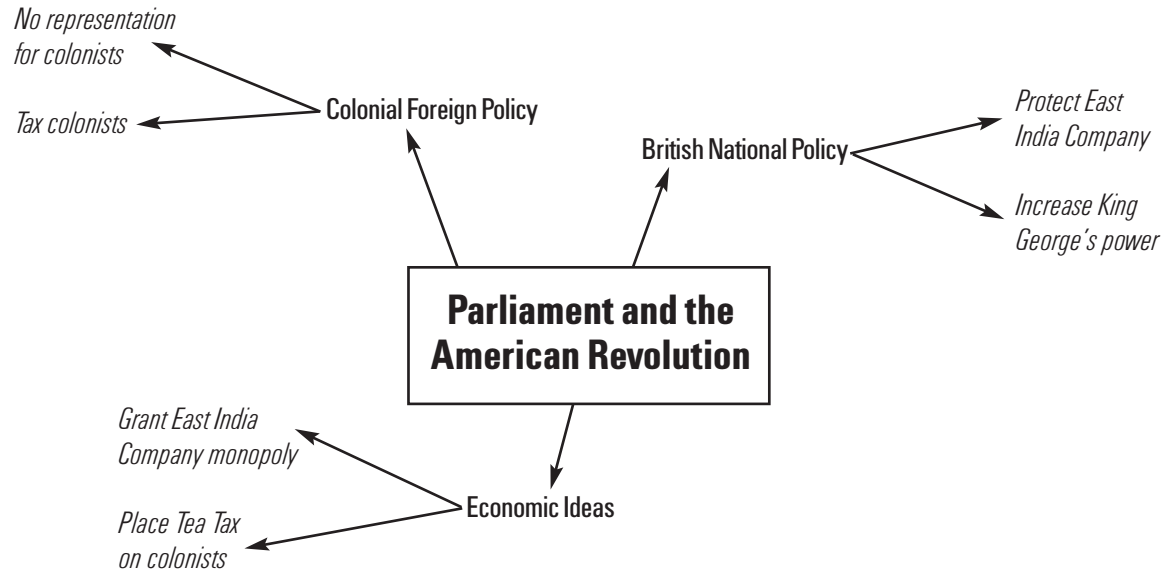 No representation
for colonists
Tax colonists
Colonial Foreign Policy
British National Policy
Protect East
India Company
Increase King
George's power
Parliament and the
American Revolution
Grant East India
Company monopoly
Place Tea Tax
on colonists
Economic Ideas